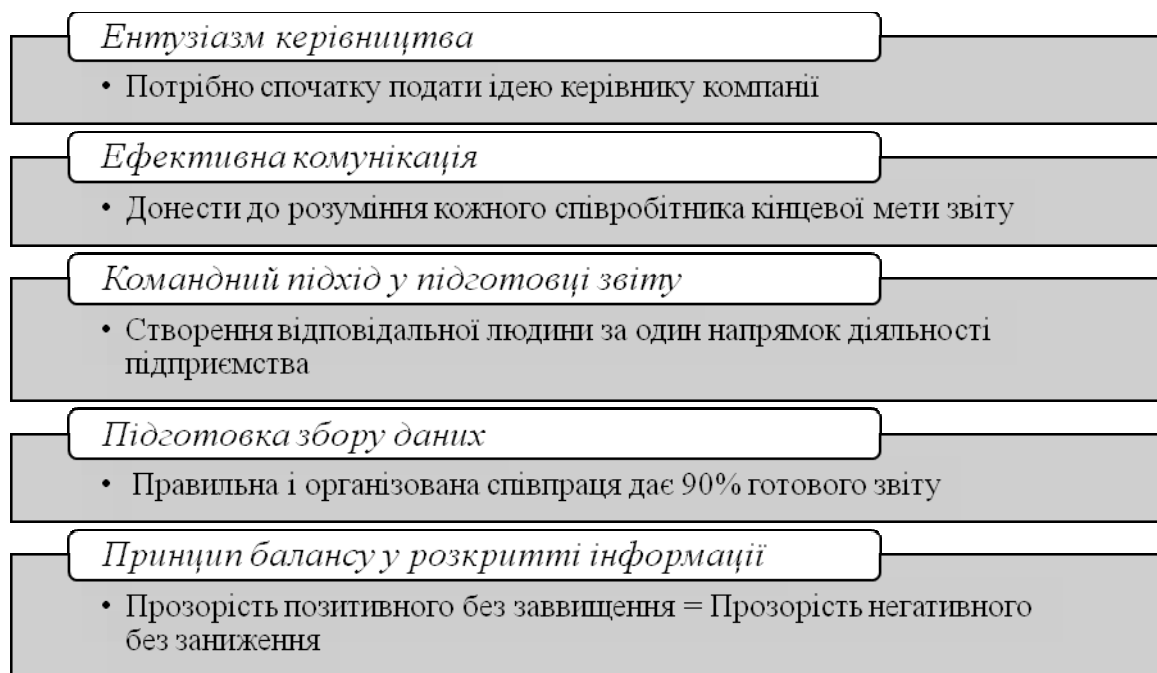 Ентузіазм керівництва
• Потрібно спочатку подати ідею керівнику компанії
Ефективна комунікація
• Донести до розуміння кожного співробітника кінцевої мети звіту
Командний підхід у підготовці звіту
• Створення відповідальної людини за один напрямок діяльності
підприємства
Підготовка збору даних
• Правильна і організована співпраця дає 90% готового звіту
Принцип балансу у розкритті інформації
• Прозорість позитивного без заввищення = Прозорість негативного
без заниження